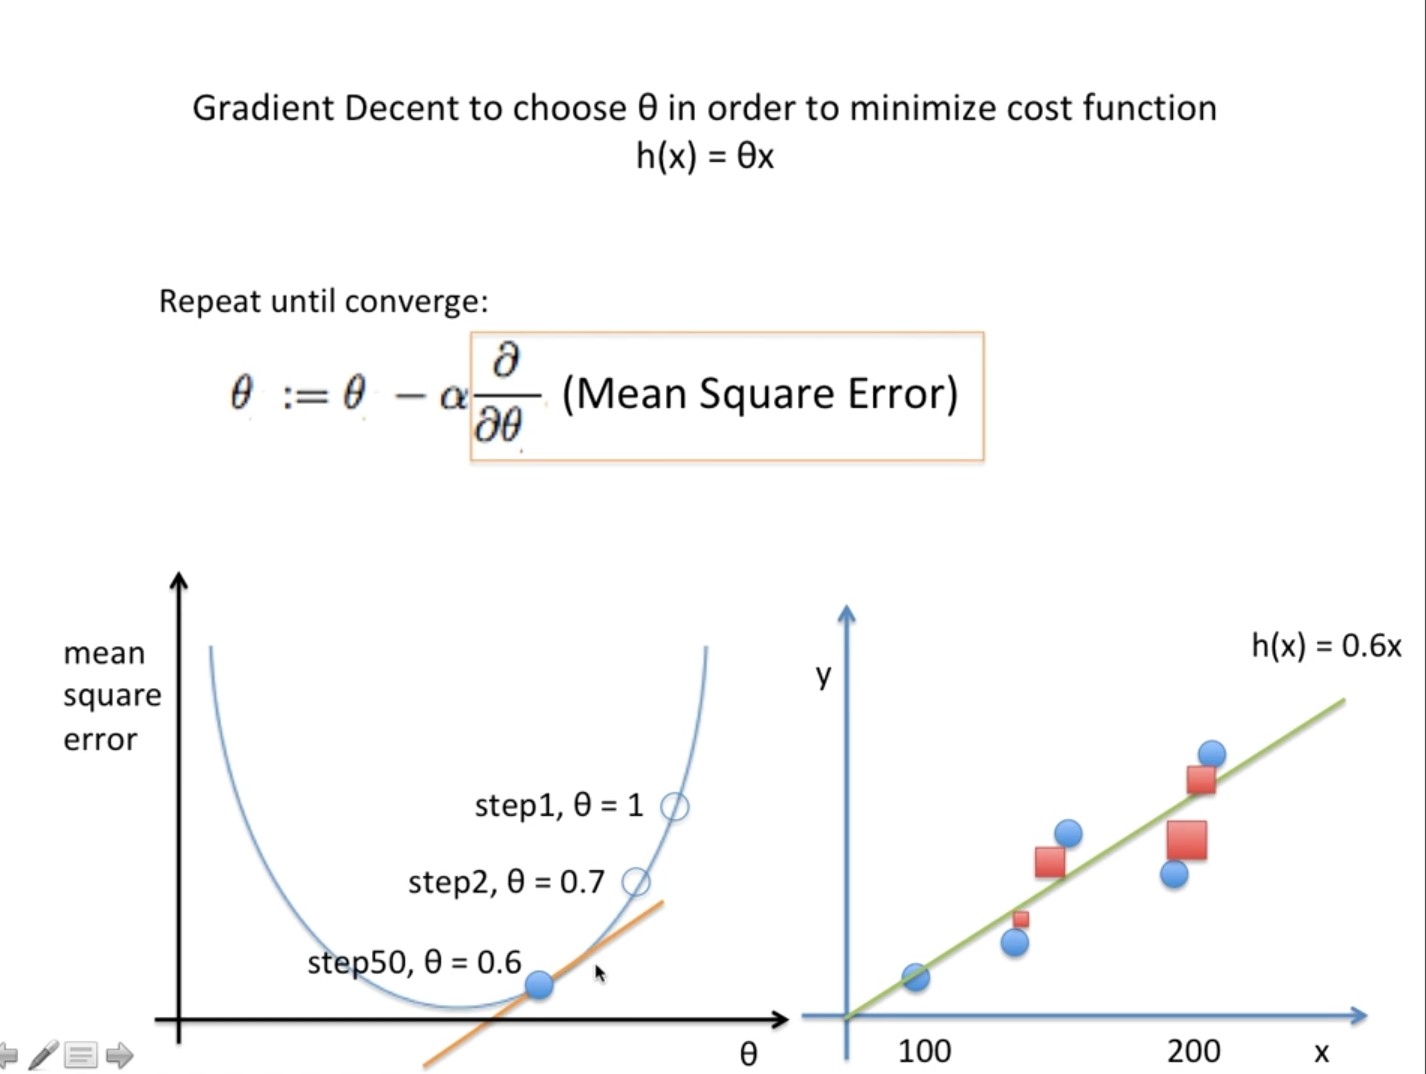 Gradient Decent to choose θ in order to minimize cost function
h(x) = θx
Repeat until converge:
θ := θ − α ∂/∂θ (Mean Square Error)
mean
square
error
step1, θ = 1
step2, θ = 0.7
step50, θ = 0.6
θ
y
h(x) = 0.6x
100
200
x